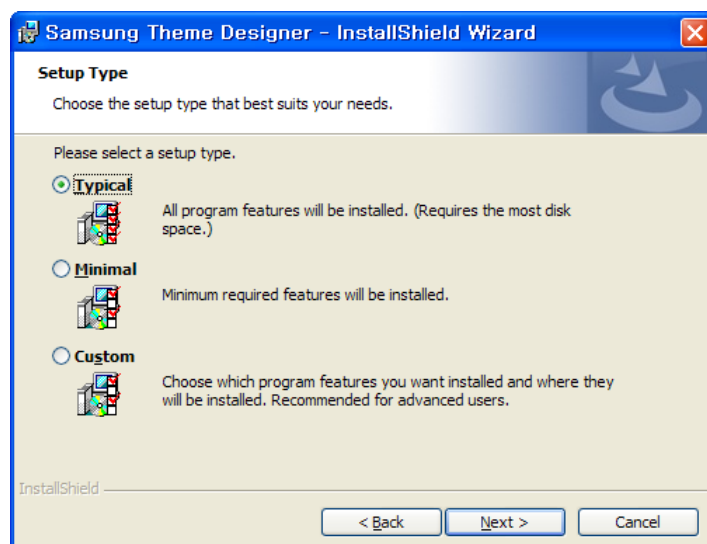 Samsung Theme Designer - InstallShield Wizard
Setup Type
Choose the setup type that best suits your needs.
Please select a setup type.
Typical
All program features will be installed. (Requires the most disk
space.)
Minimal
Minimum required features will be installed.
Custom
Choose which program features you want installed and where they
will be installed. Recommended for advanced users.
InstallShield
< Back Next > Cancel